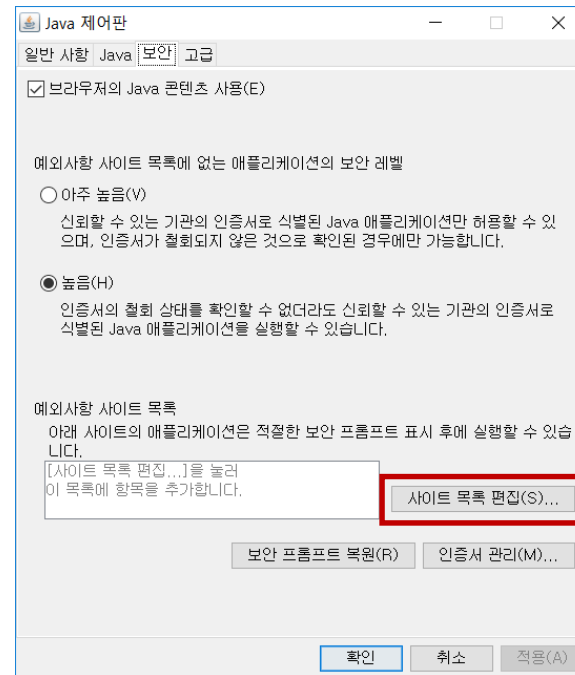 Java 제어판
일반 사항 Java 보안 고급
브라우저의 Java 콘텐츠 사용(E)
예외사항 사이트 목록에 없는 애플리케이션의 보안 레벨
아주 높음(V)
신뢰할 수 있는 기관의 인증서로 식별된 Java 애플리케이션만 허용할 수 있
으며, 인증서가 철회되지 않은 것으로 확인된 경우에만 가능합니다.
높음(H)
인증서의 철회 상태를 확인할 수 없더라도 신뢰할 수 있는 기관의 인증서로
식별된 Java 애플리케이션을 실행할 수 있습니다.
예외사항 사이트 목록
아래 사이트의 애플리케이션은 적절한 보안 프롬프트 표시 후에 실행할 수 있습
니다.
[사이트 목록 편집...]을 눌러
이 목록에 항목을 추가합니다.
사이트 목록 편집(S)...
보안 프롬프트 복원(R) 인증서 관리(M)...
확인 취소 적용(A)